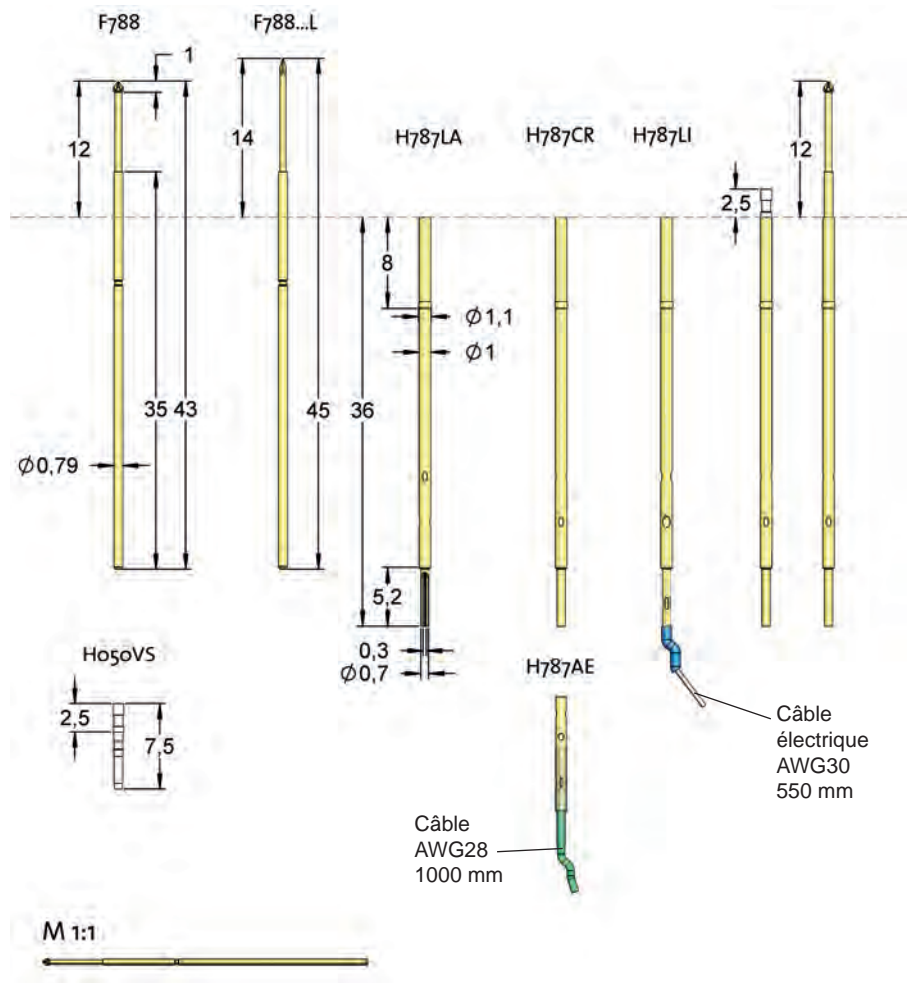 F788
F788...L
1
12
14
H787LA
H787CR
H787LI
12
2,5
8
Ø1,1
Ø1
35
43
45
36
Ø0,79
5,2
0,3
Ø0,7
H050VS
2,5
7,5
H787AE
Câble
électrique
AWG30
550 mm
Câble
AWG28
1000 mm
M 1:1